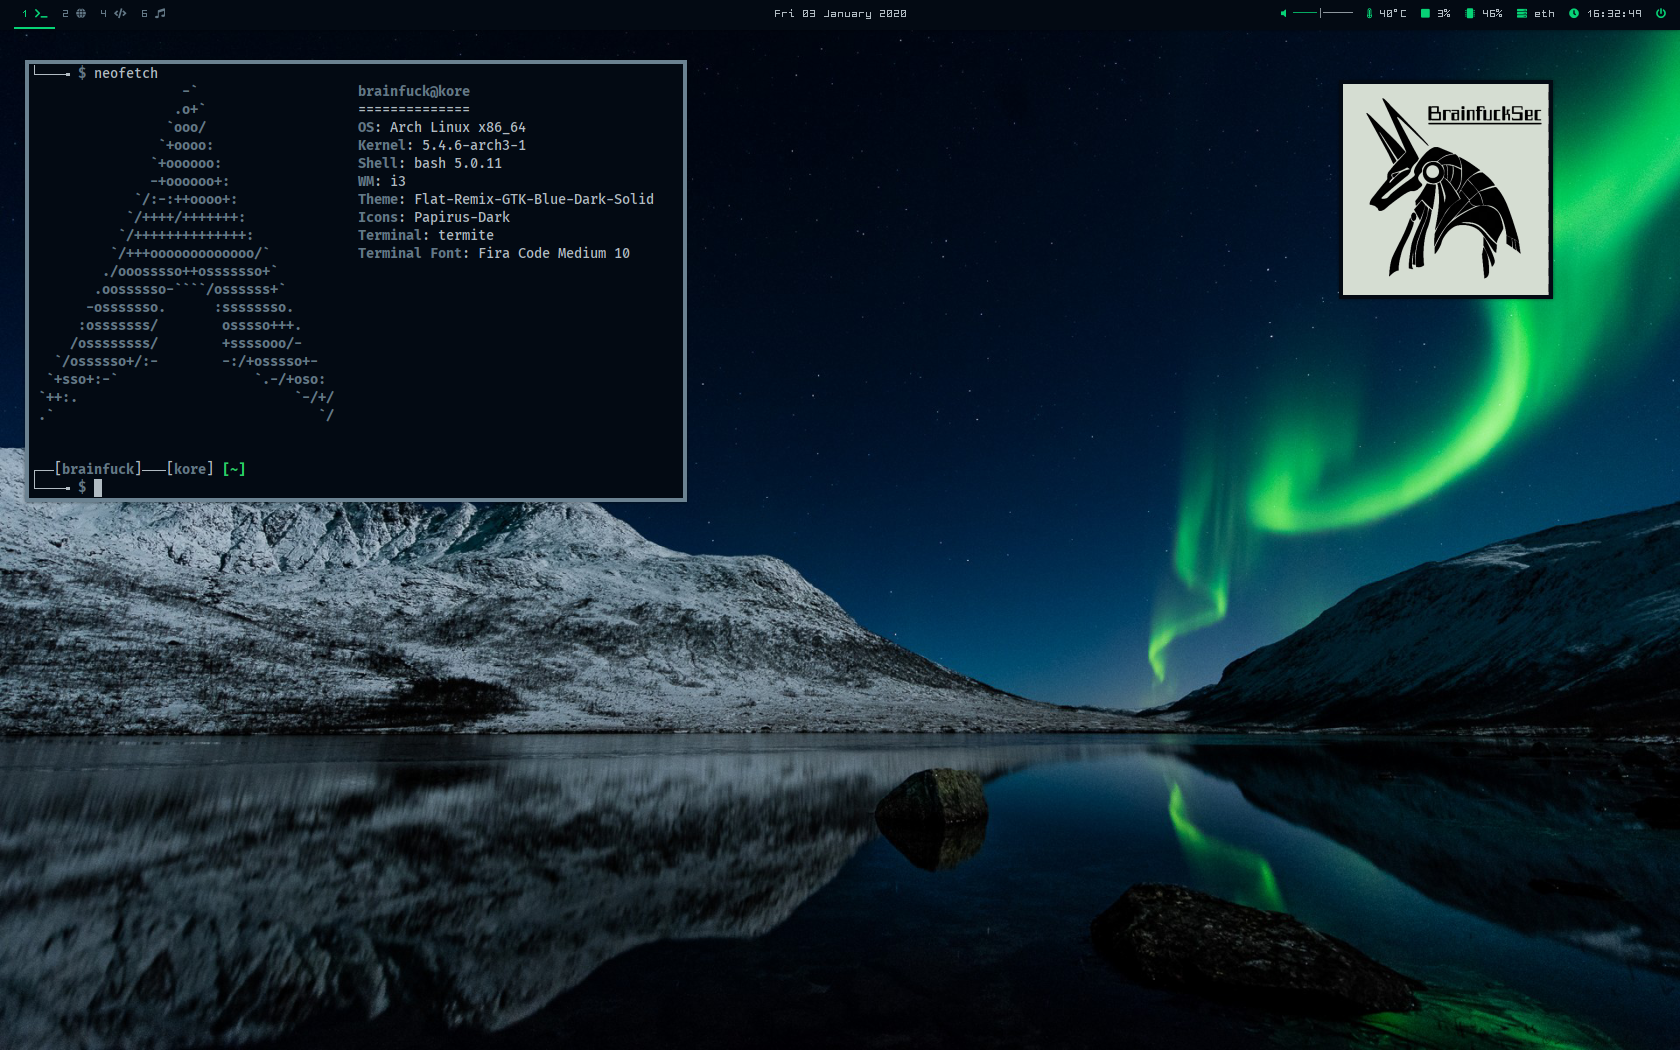 1 2 4 6
Fri 03 January 2020
40°C 3% 46% eth 16:32:49
$ neofetch
-`
.o+`
`ooo/
`+oooo:
`+oooooo:
-+oooooo+:
`/:-:++oooo+:
`/++++/+++++++:
`/++++++++++++++:
`/+++ooooooooooooo/`
./ooosssso++osssssso+`
.oossssso-````/ossssss+`
-osssssso.      :ssssssso.
:osssssss/        osssso+++.
/ossssssss/        +ssssooo/-
`/ossssso+/:-        -:/+osssso+-
`+sso+:-`                 `.-/+oso:
`++:.                           `-/+/
.`                                 `/
brainfuck@kore
==============
OS: Arch Linux x86_64
Kernel: 5.4.6-arch3-1
Shell: bash 5.0.11
WM: i3
Theme: Flat-Remix-GTK-Blue-Dark-Solid
Icons: Papirus-Dark
Terminal: termite
Terminal Font: Fira Code Medium 10
[brainfuck]──[kore] [~]
$
BrainfuckSec